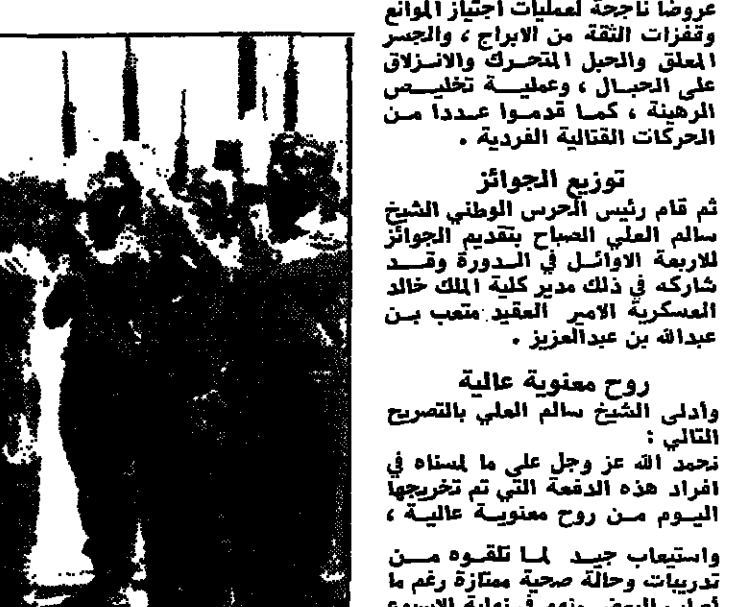 عروضا ناجحة لعمليات اجتياز الموانع
وقفزات الثقة من الابراج ، والجسر
المعلق والحبل المتحرك والانزلاق
على الحبال ، وعملية تخليص
الرهينة ، كما قدموا عددا من
الحركات القتالية الفردية .
توزيع الجوائز
ثم قام رئيس الحرس الوطني الشيخ
سالم العلي الصباح بتقديم الجوائز
للاربعة الاوائل في الدورة وقد
شاركه في ذلك مدير كلية الملك خالد
العسكرية الامير العقيد متعب بن
عبدالله بن عبدالعزيز .
روح معنوية عالية
وأدلى الشيخ سالم العلي بالتصريح
التالي :
نحمد الله عز وجل على ما لمسناه في
افراد هذه الدفعة التي تم تخريجها
اليوم من روح معنوية عالية ،
واستيعاب جيد لما تلقوه من
تدريبات وحالة صحية ممتازة رغم ما